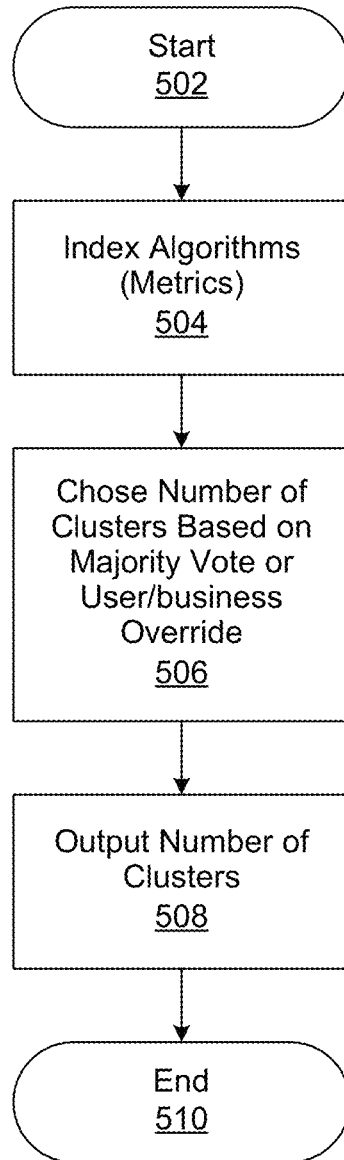 Start
502
Index Algorithms
(Metrics)
504
Chose Number of
Clusters Based on
Majority Vote or
User/business
Override
506
Output Number of
Clusters
508
End
510